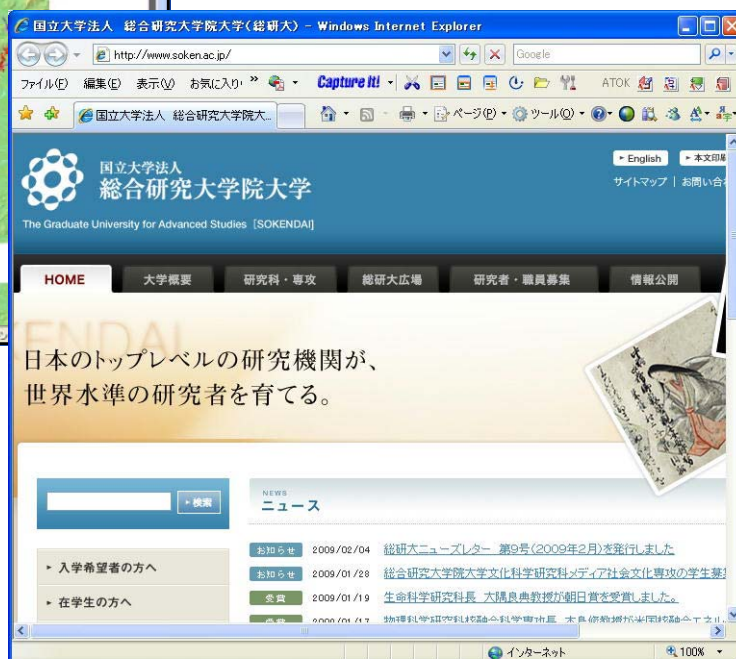 国立大学法人 総合研究大学院大学(総研大) - Windows Internet Explorer
http://www.soken.ac.jp/
Google
ファイル(F) 編集(E) 表示(V) お気に入り »
Capture It!
ATOK
国立大学法人 総合研究大学院大...
ページ(P)
ツール(O)
English
本文印刷
国立大学法人
総合研究大学院大学
サイトマップ | お問い合
The Graduate University for Advanced Studies [SOKENDAI]
HOME 大学概要 研究科・専攻 総研大広場 研究者・職員募集 情報公開
KENDAI
日本のトップレベルの研究機関が、
世界水準の研究者を育てる。
検索
NEWS
ニュース
お知らせ 2009/02/04 総研大ニューズレター 第9号(2009年2月)を発行しました
お知らせ 2009/01/28 総合研究大学院大学文化科学研究科メディア社会文化専攻の学生募
受賞 2009/01/19 生命科学研究科長 大隅良典教授が朝日賞を受賞しました。
入学希望者の方へ
在学生の方へ
インターネット
100%